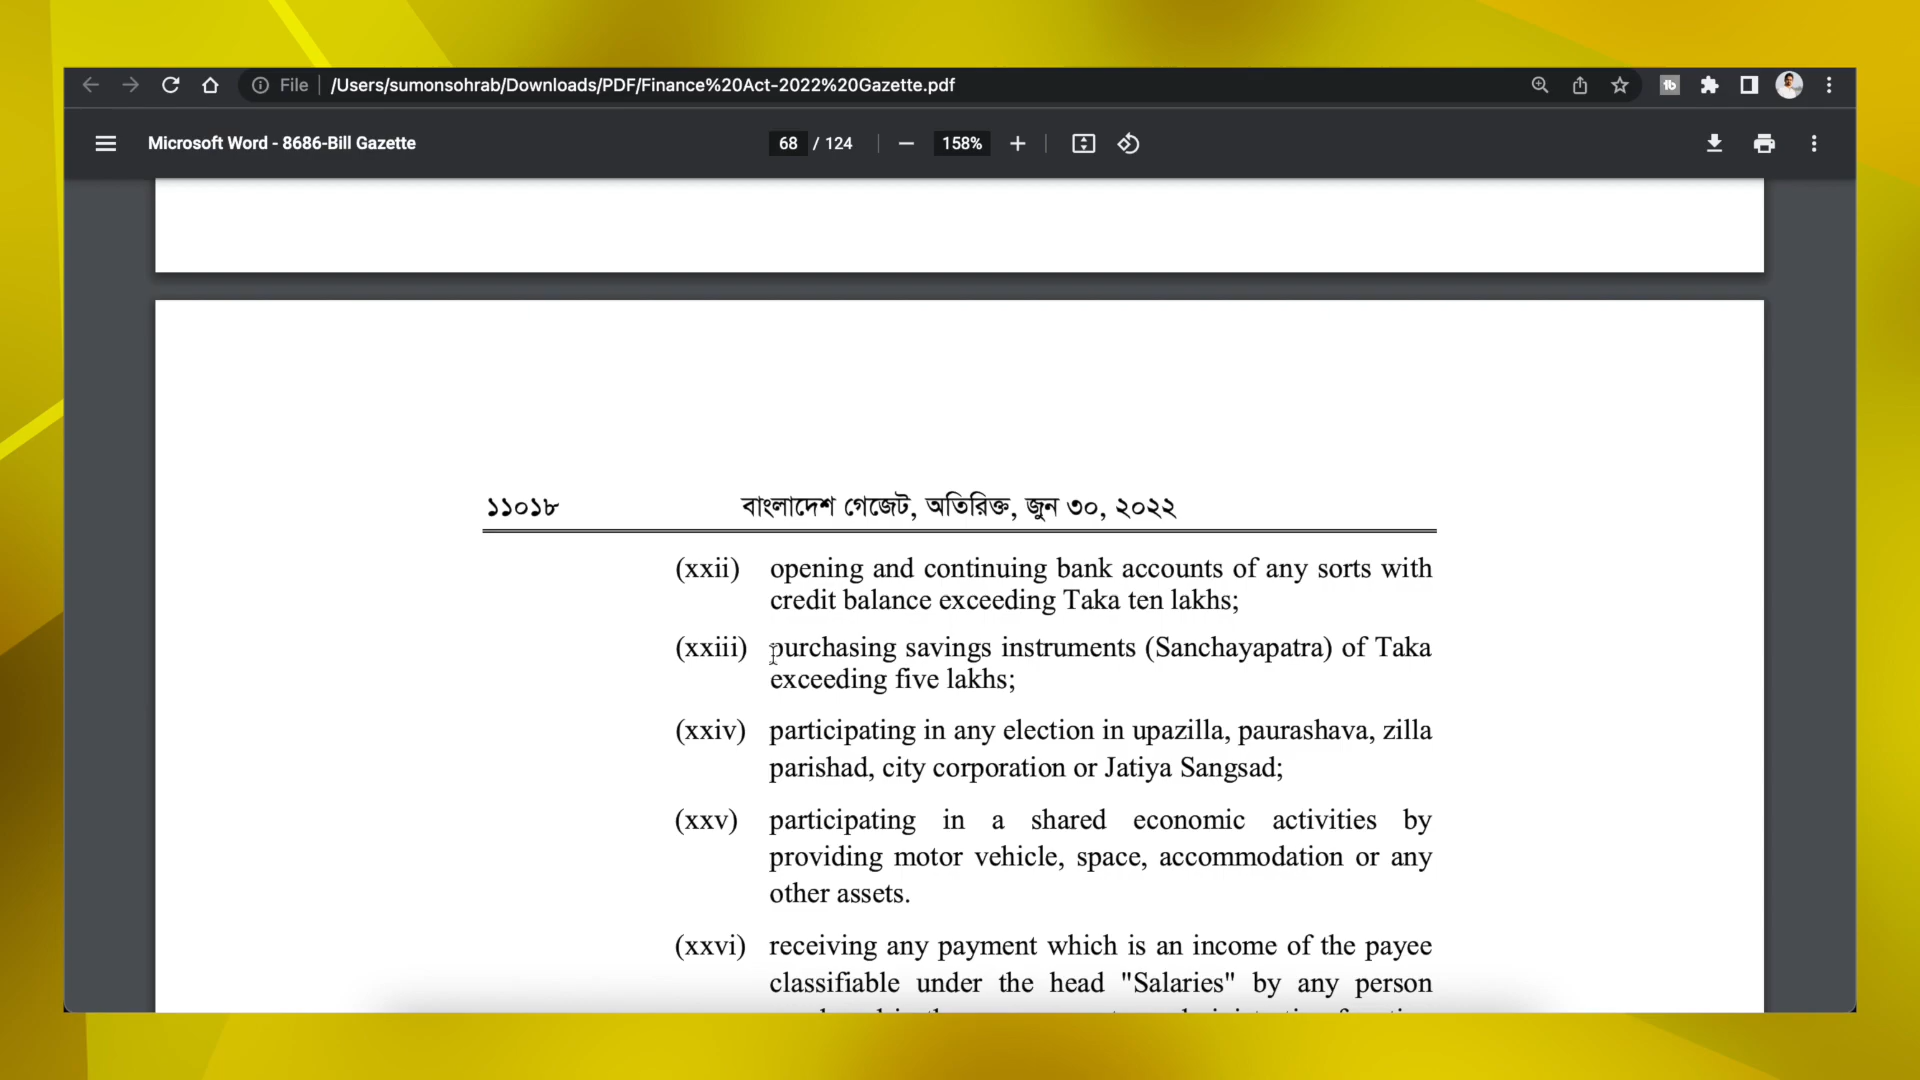 File /Users/sumonsohrab/Downloads/PDF/Finance%20Act-2022%20Gazette.pdf
Microsoft Word - 8686-Bill Gazette 68 / 124 158%
১১০১৮ বাংলাদেশ গেজেট, অতিরিক্ত, জুন ৩০, ২০২২
(xxii) opening and continuing bank accounts of any sorts with
credit balance exceeding Taka ten lakhs;
(xxiii) purchasing savings instruments (Sanchayapatra) of Taka
exceeding five lakhs;
(xxiv) participating in any election in upazilla, paurashava, zilla
parishad, city corporation or Jatiya Sangsad;
(xxv) participating in a shared economic activities by
providing motor vehicle, space, accommodation or any
other assets.
(xxvi) receiving any payment which is an income of the payee
classifiable under the head "Salaries" by any person